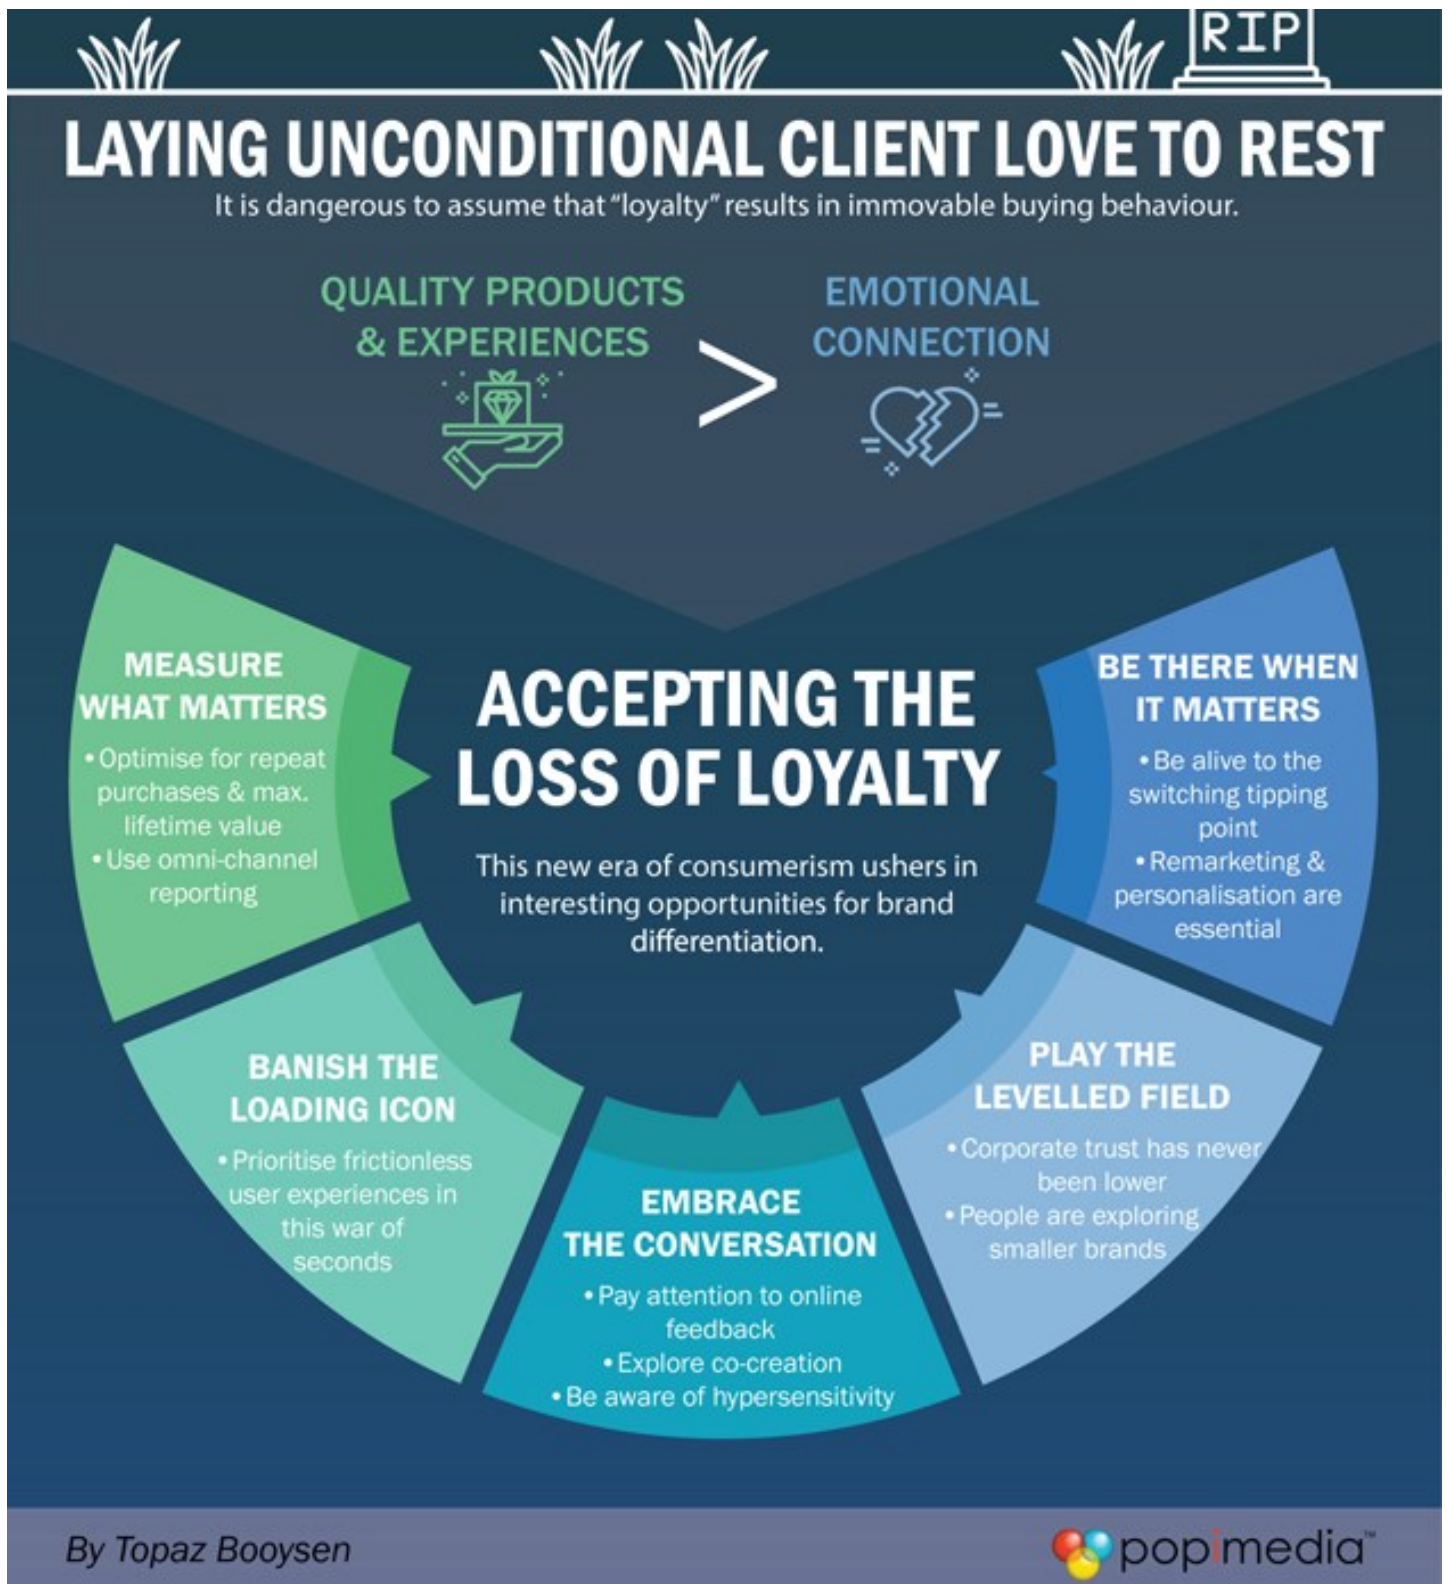 RIP
LAYING UNCONDITIONAL CLIENT LOVE TO REST
It is dangerous to assume that “loyalty” results in immovable buying behaviour.
QUALITY PRODUCTS
& EXPERIENCES
>
EMOTIONAL
CONNECTION
ACCEPTING THE
LOSS OF LOYALTY
This new era of consumerism ushers in
interesting opportunities for brand
differentiation.
MEASURE
WHAT MATTERS
• Optimise for repeat
purchases & max.
lifetime value
• Use omni-channel
reporting
BANISH THE
LOADING ICON
• Prioritise frictionless
user experiences in
this war of
seconds
EMBRACE
THE CONVERSATION
• Pay attention to online
feedback
• Explore co-creation
• Be aware of hypersensitivity
PLAY THE
LEVELLED FIELD
• Corporate trust has never
been lower
• People are exploring
smaller brands
BE THERE WHEN
IT MATTERS
• Be alive to the
switching tipping
point
• Remarketing &
personalisation are
essential
By Topaz Booysen
popimedia™